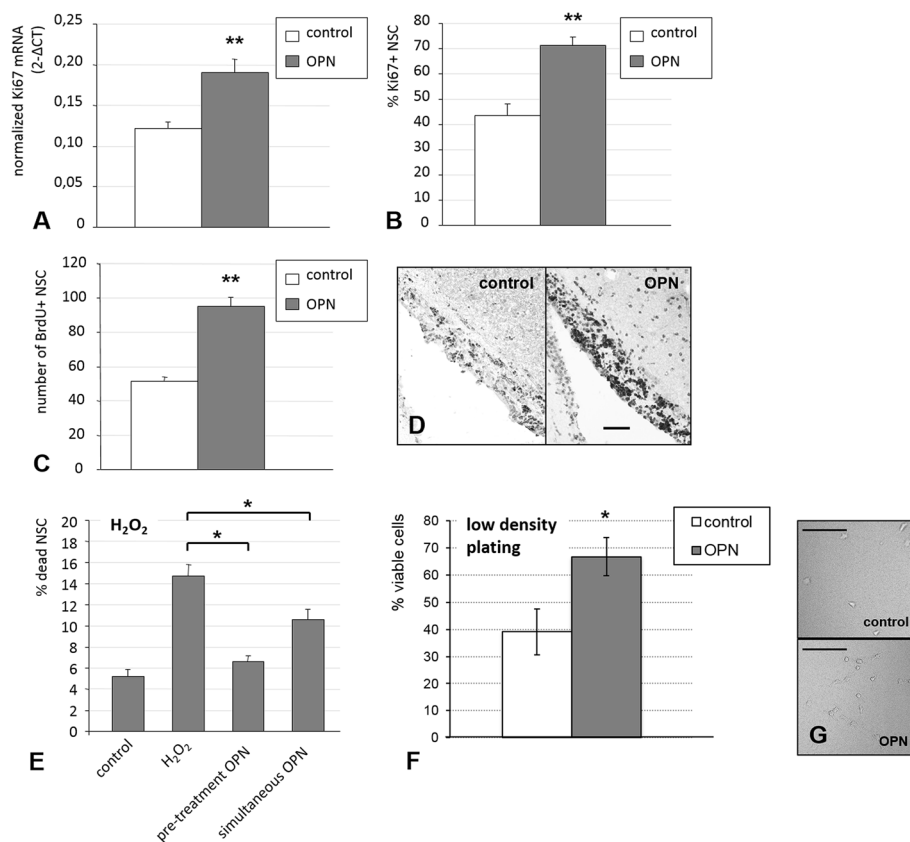 normalized Ki67 mRNA
(2-ΔCT)
0,25
0,20
0,15
0,10
0,05
0
**
control
OPN
A
% Ki67+ NSC
80
70
60
50
40
30
20
10
0
**
control
OPN
B
number of BrdU+ NSC
120
100
80
60
40
20
0
**
control
OPN
C
control
OPN
D
% dead NSC
20
18
16
14
12
10
8
6
4
2
0
H₂O₂
*
*
control
H₂O₂
pre-treatment OPN
simultaneous OPN
E
% viable cells
80
70
60
50
40
30
20
10
0
low density
plating
*
control
OPN
F
control
OPN
G